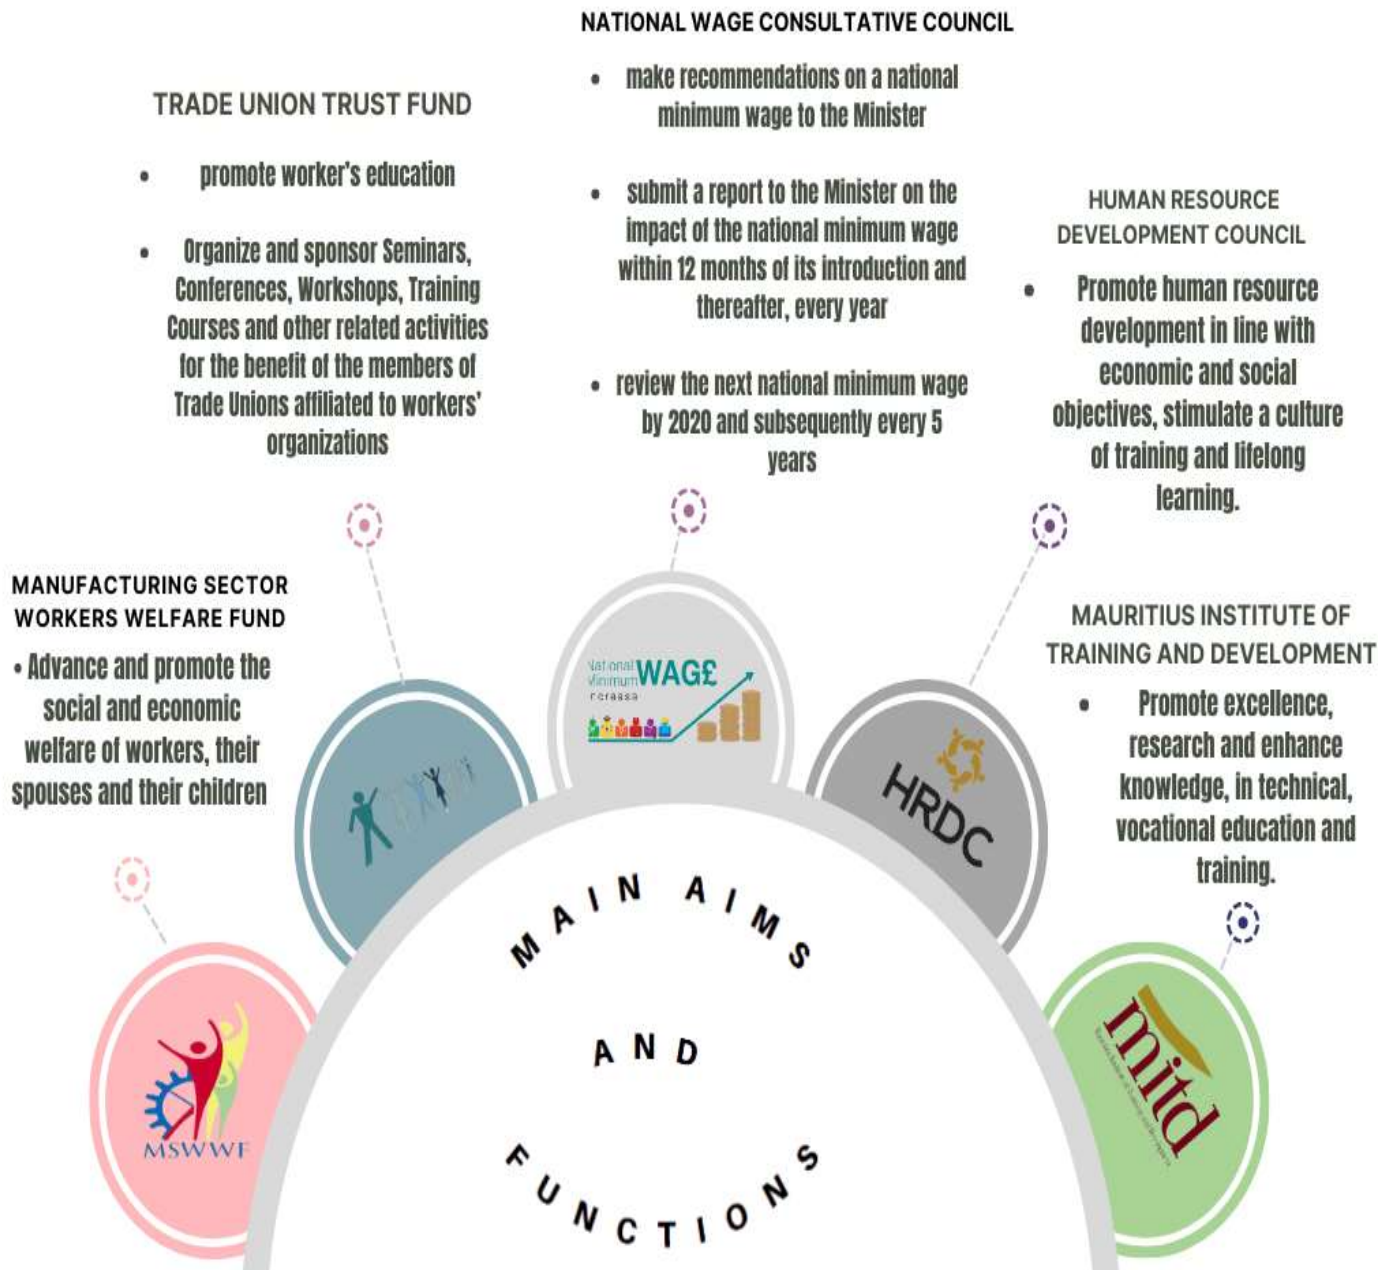 NATIONAL WAGE CONSULTATIVE COUNCIL
• make recommendations on a national
minimum wage to the Minister
• submit a report to the Minister on the
impact of the national minimum wage
within 12 months of its introduction and
thereafter, every year
• review the next national minimum wage
by 2020 and subsequently every 5
years
TRADE UNION TRUST FUND
• promote worker's education
• Organize and sponsor Seminars,
Conferences, Workshops, Training
Courses and other related activities
for the benefit of the members of
Trade Unions affiliated to workers'
organizations
HUMAN RESOURCE
DEVELOPMENT COUNCIL
• Promote human resource
development in line with
economic and social
objectives, stimulate a culture
of training and lifelong
learning.
MANUFACTURING SECTOR
WORKERS WELFARE FUND
• Advance and promote the
social and economic
welfare of workers, their
spouses and their children
MAURITIUS INSTITUTE OF
TRAINING AND DEVELOPMENT
• Promote excellence,
research and enhance
knowledge, in technical,
vocational education and
training.
National
Minimum
WAG£
HRDC
MSWWF
mitd
MAIN AIMS
AND
FUNCTIONS